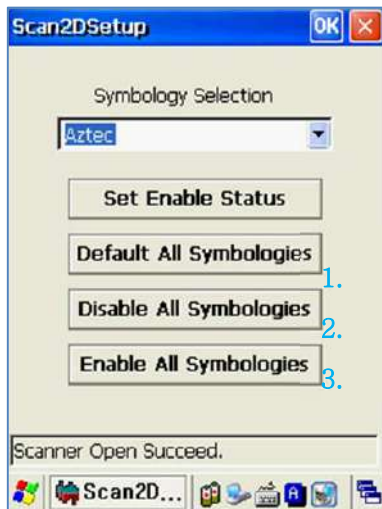 Scan2DSetup OK
Symbology Selection
Aztec
Set Enable Status
Default All Symbologies
1.
Disable All Symbologies
2.
Enable All Symbologies
3.
Scanner Open Succeed.
Scan2D... A